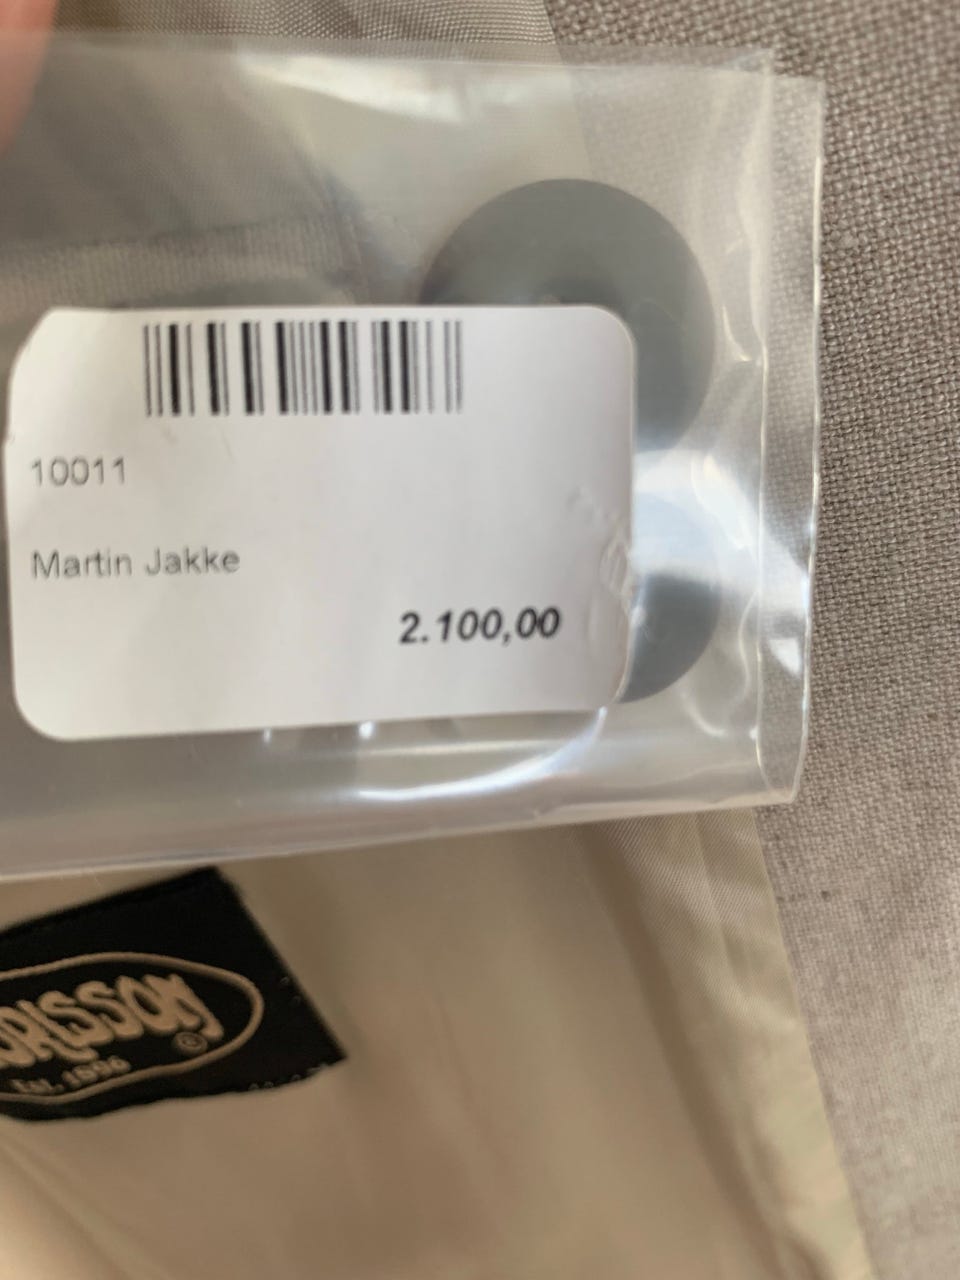 10011
Martin Jakke
2.100,00
©
Est. 1996